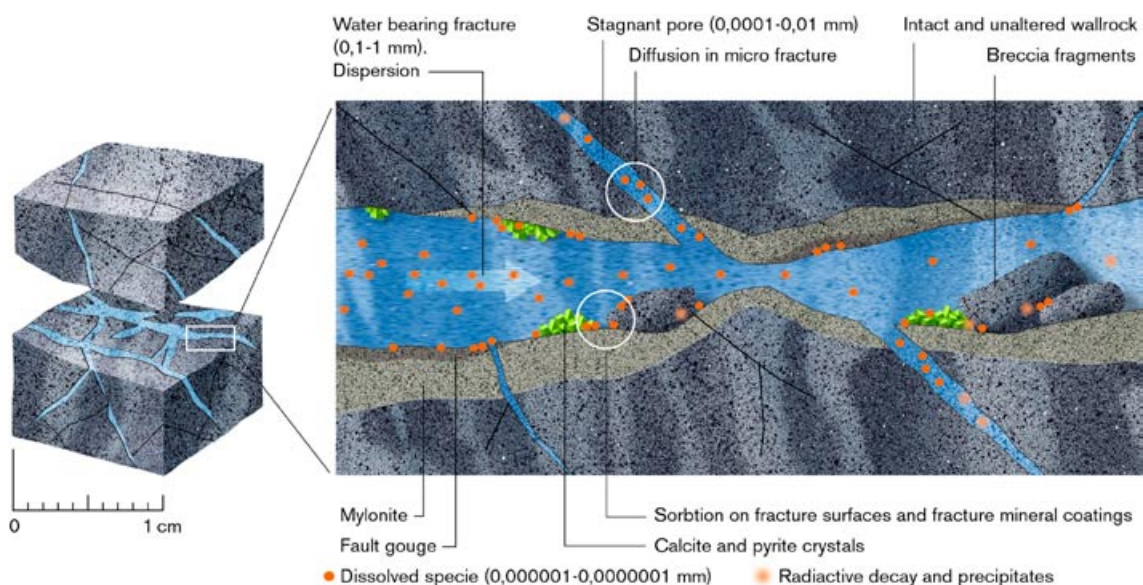 Water bearing fracture
(0,1-1 mm).
Dispersion
Stagnant pore (0,0001-0,01 mm)
Diffusion in micro fracture
Intact and unaltered wallrock
Breccia fragments
0
1 cm
Mylonite
Fault gouge
Sorbtion on fracture surfaces and fracture mineral coatings
Calcite and pyrite crystals
Dissolved specie (0,000001-0,0000001 mm)
Radiactive decay and precipitates